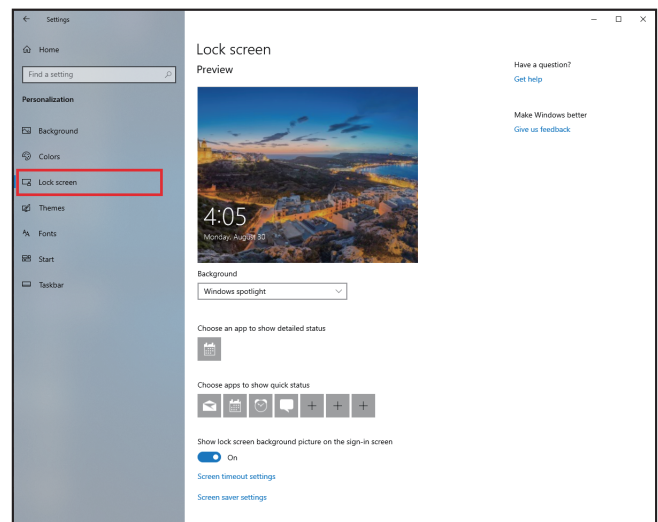 Settings
Home
Find a setting
Personalization
Background
Colors
Lock screen
Themes
Fonts
Start
Taskbar
Lock screen
Preview
4:05
Monday, August 30
Background
Windows spotlight
Choose an app to show detailed status
Choose apps to show quick status
Show lock screen background picture on the sign-in screen
On
Screen timeout settings
Screen saver settings
Have a question?
Get help
Make Windows better
Give us feedback